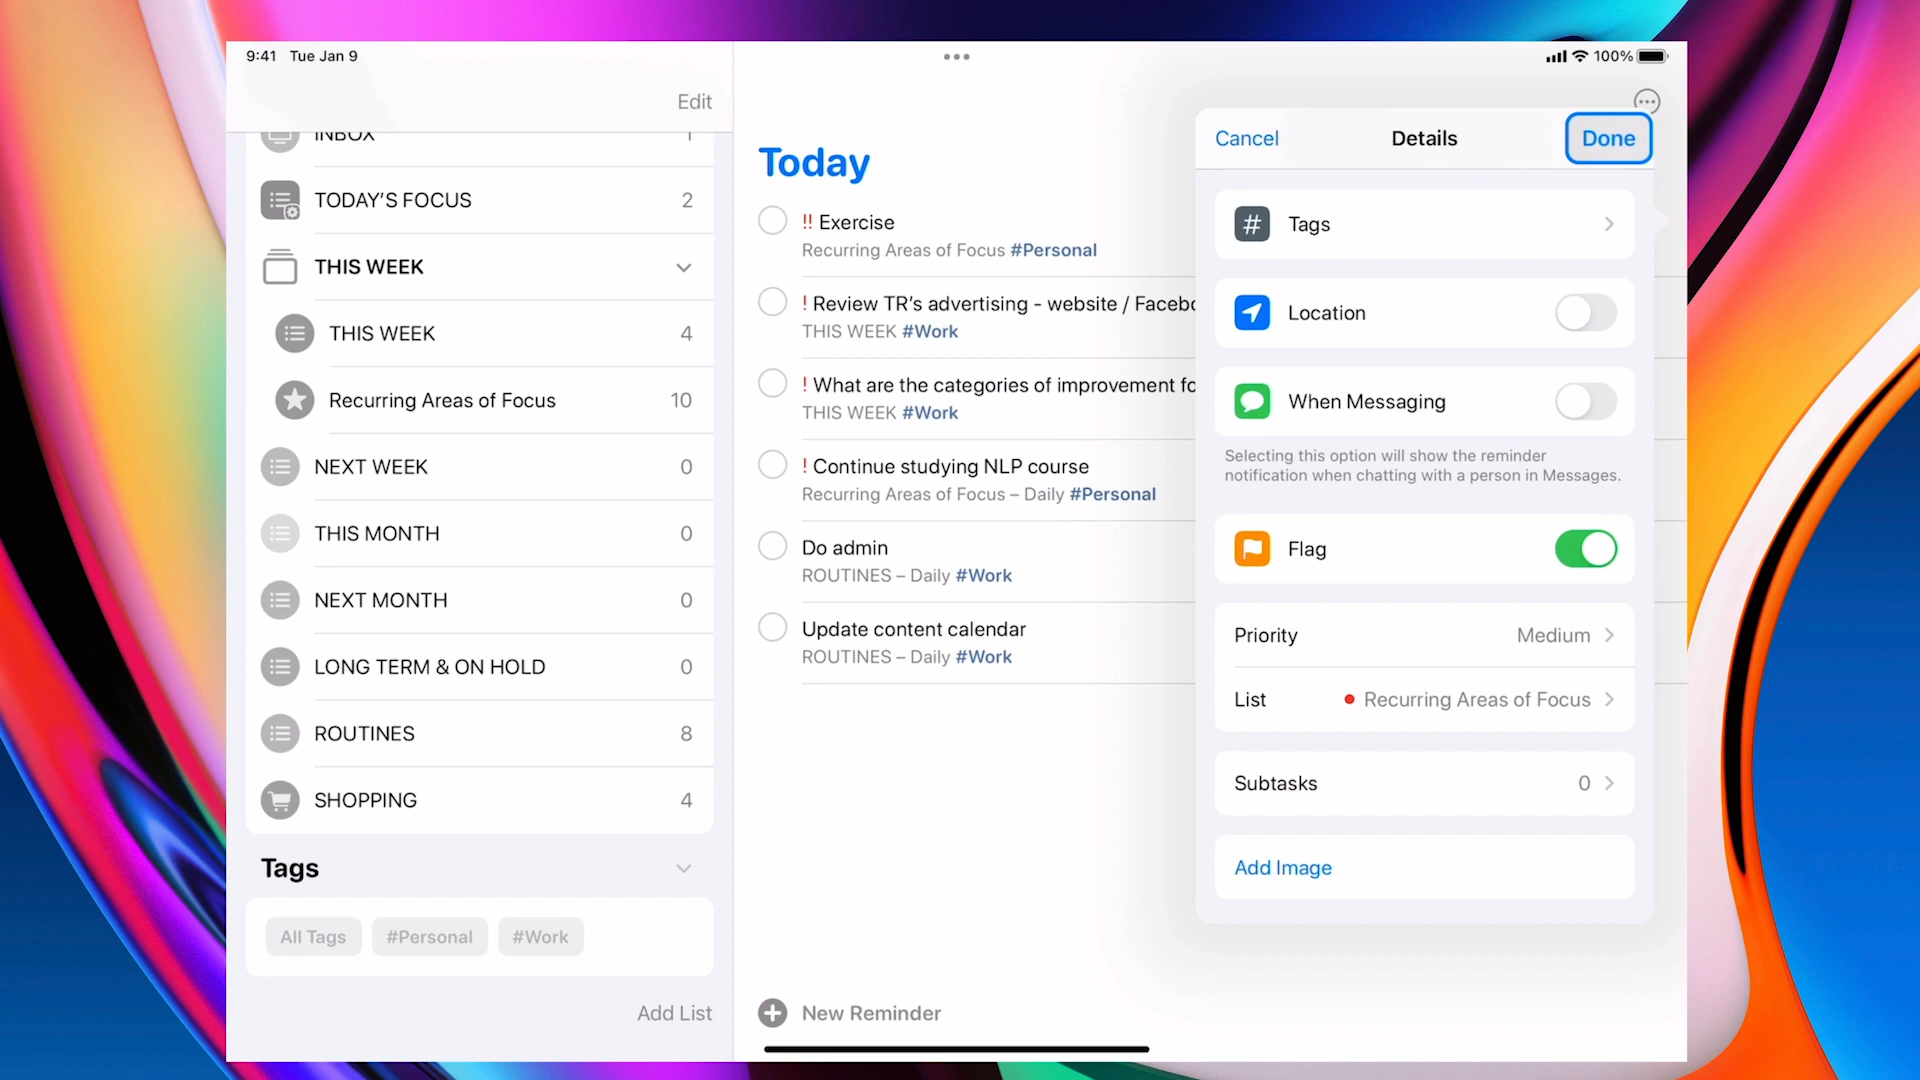 9:41 Tue Jan 9
100%
Edit
INBOX 1
TODAY'S FOCUS 2
THIS WEEK
THIS WEEK 4
Recurring Areas of Focus 10
NEXT WEEK 0
THIS MONTH 0
NEXT MONTH 0
LONG TERM & ON HOLD 0
ROUTINES 8
SHOPPING 4
Tags
All Tags #Personal #Work
Add List
Today
!! Exercise
Recurring Areas of Focus #Personal
! Review TR's advertising - website / Facebo
THIS WEEK #Work
! What are the categories of improvement fo
THIS WEEK #Work
! Continue studying NLP course
Recurring Areas of Focus – Daily #Personal
Do admin
ROUTINES – Daily #Work
Update content calendar
ROUTINES – Daily #Work
New Reminder
Cancel Details Done
# Tags
Location
When Messaging
Selecting this option will show the reminder
notification when chatting with a person in Messages.
Flag
Priority Medium
List Recurring Areas of Focus
Subtasks 0
Add Image